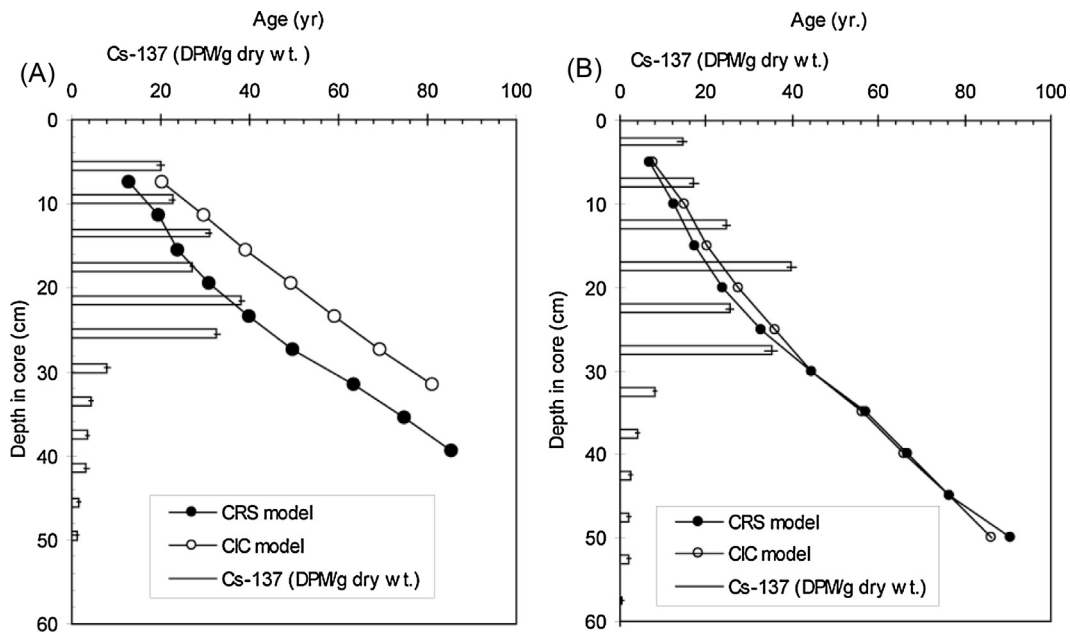 Age (yr)
Cs-137 (DPM/g dry wt.)
(A)
0 20 40 60 80 100
0
10
20
30
40
50
60
Depth in core (cm)
CRS model
CIC model
Cs-137 (DPM/g dry wt.)
Age (yr.)
Cs-137 (DPM/g dry wt.)
(B)
0 20 40 60 80 100
0
10
20
30
40
50
60
Depth in core (cm)
CRS model
CIC model
Cs-137 (DPM/g dry wt.)